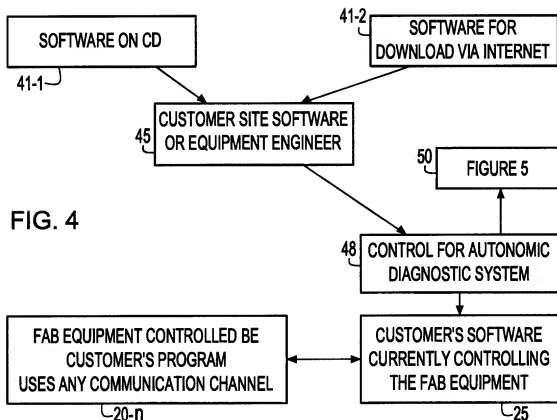 SOFTWARE ON CD
41-1
41-2
SOFTWARE FOR
DOWNLOAD VIA INTERNET
45
CUSTOMER SITE SOFTWARE
OR EQUIPMENT ENGINEER
50
FIGURE 5
FIG. 4
48
CONTROL FOR AUTONOMIC
DIAGNOSTIC SYSTEM
FAB EQUIPMENT CONTROLLED BE
CUSTOMER'S PROGRAM
USES ANY COMMUNICATION CHANNEL
20-n
CUSTOMER'S SOFTWARE
CURRENTLY CONTROLLING
THE FAB EQUIPMENT
25